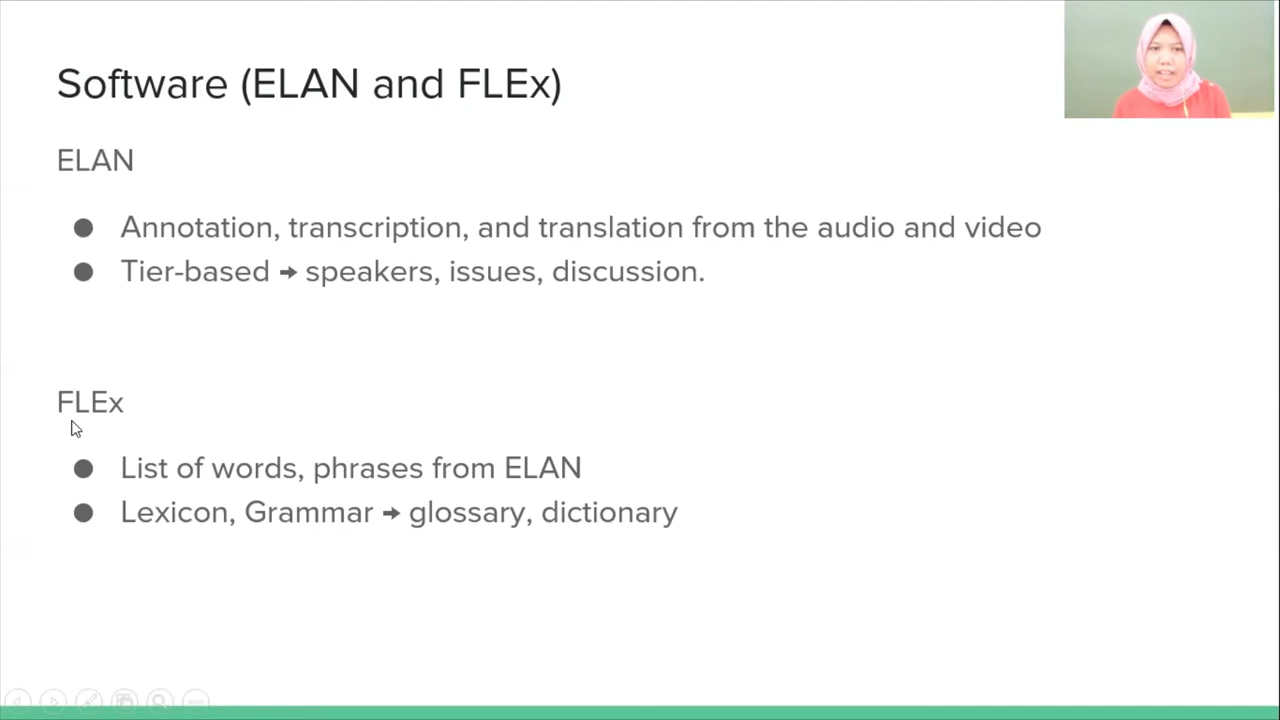 Software (ELAN and FLEx)
ELAN
● Annotation, transcription, and translation from the audio and video
● Tier-based → speakers, issues, discussion.
FLEx
● List of words, phrases from ELAN
● Lexicon, Grammar → glossary, dictionary